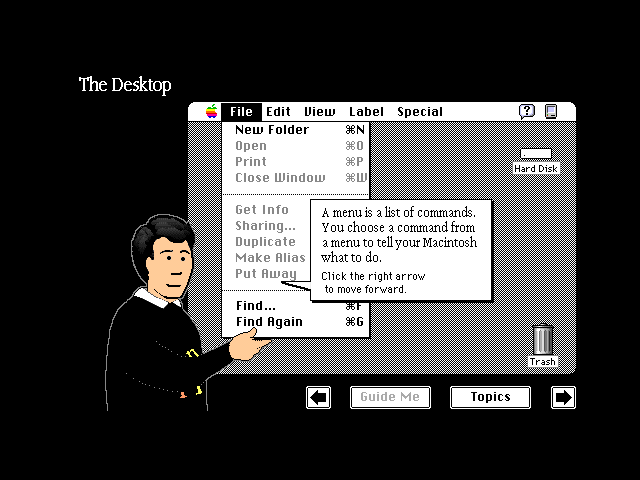 The Desktop
File Edit View Label Special
New Folder ⌘N
Open ⌘O
Print ⌘P
Close Window ⌘W
Get Info
Sharing...
Duplicate
Make Alias
Put Away
Find... ⌘F
Find Again ⌘G
A menu is a list of commands.
You choose a command from
a menu to tell your Macintosh
what to do.
Click the right arrow
to move forward.
Hard Disk
Trash
Guide Me
Topics